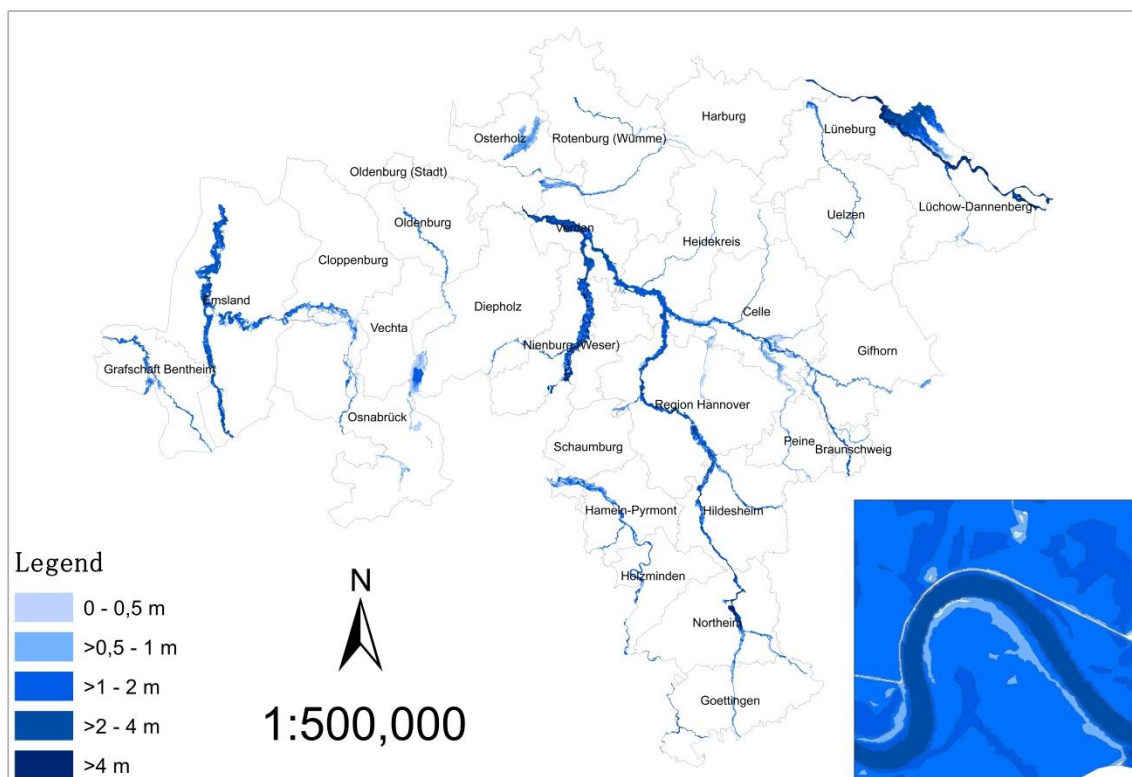 Harburg
Lüneburg
Osterholz
Rotenburg (Wümme)
Oldenburg (Stadt)
Lüchow-Dannenberg
Uelzen
Oldenburg
Verden
Heidekreis
Cloppenburg
Emsland
Diepholz
Celle
Vechta
Nienburg (Weser)
Gifhorn
Grafschaft Bentheim
Region Hannover
Osnabrück
Schaumburg
Peine
Braunschweig
Hameln-Pyrmont
Hildesheim
Holzminden
Northeim
Goettingen
Legend
0 - 0,5 m
>0,5 - 1 m
>1 - 2 m
>2 - 4 m
>4 m
N
1:500,000